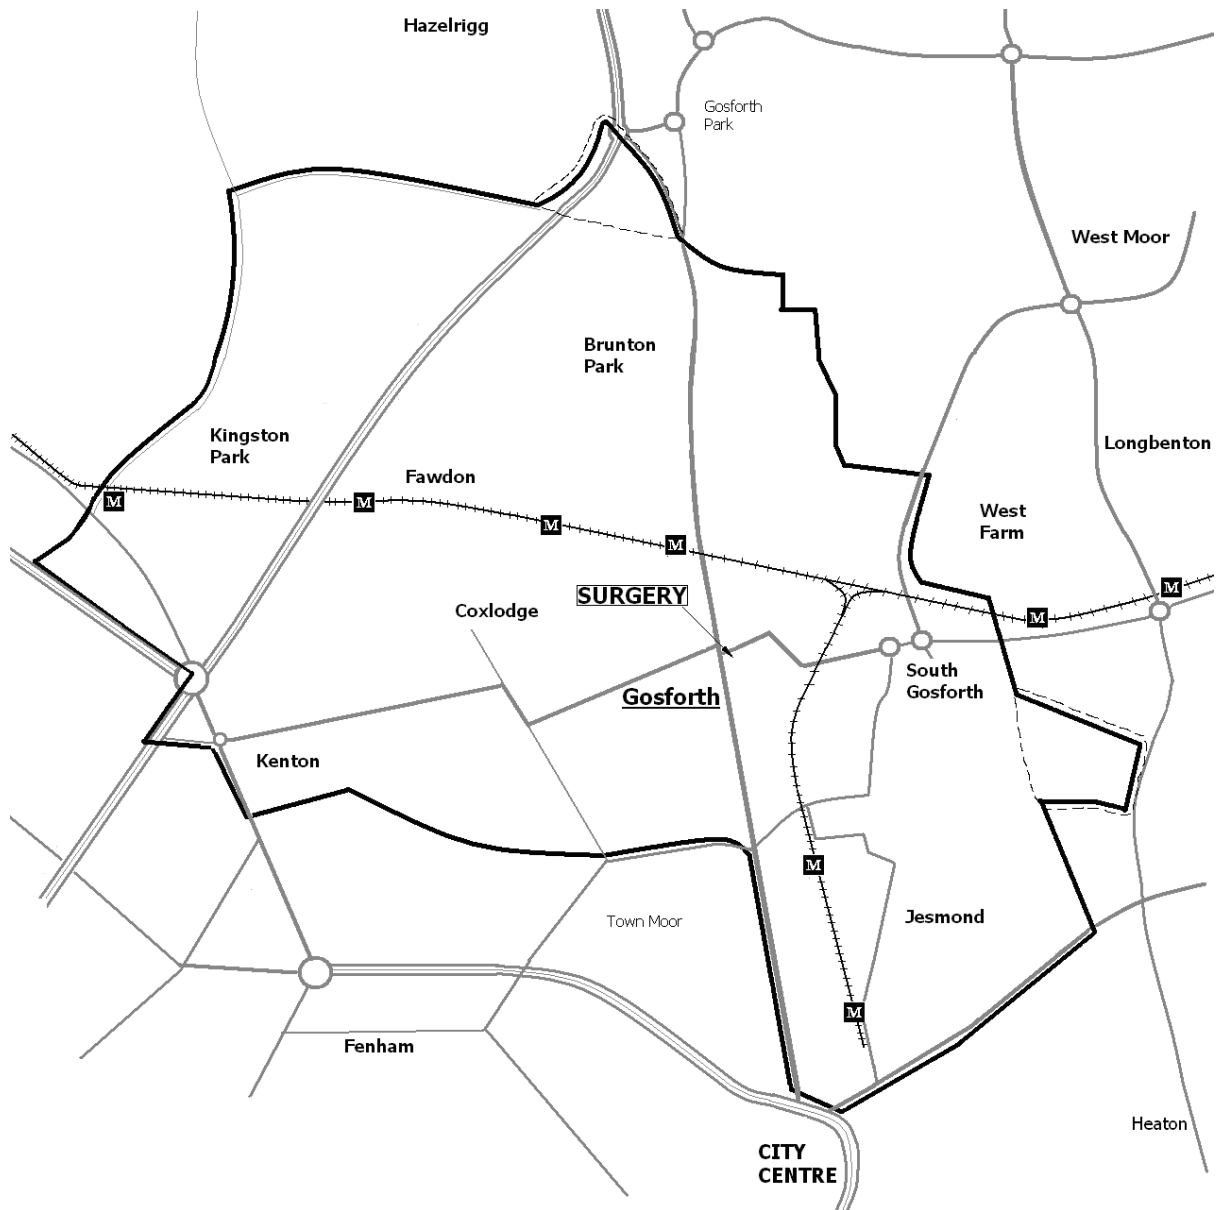 Hazelrigg
Gosforth
Park
West Moor
Brunton
Park
Kingston
Park
Longbenton
Fawdon
M
M
M
M
West
Farm
M
M
SURGERY
Coxlodge
South
Gosforth
Gosforth
Kenton
M
Town Moor
Jesmond
M
Fenham
Heaton
CITY
CENTRE